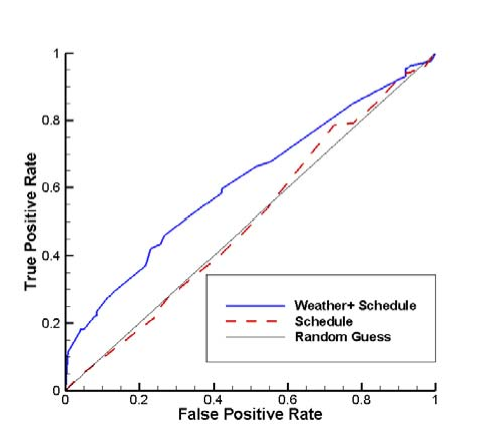 1
0.8
0.6
0.4
0.2
0
0 0.2 0.4 0.6 0.8 1
True Positive Rate
False Positive Rate
Weather+ Schedule
Schedule
Random Guess